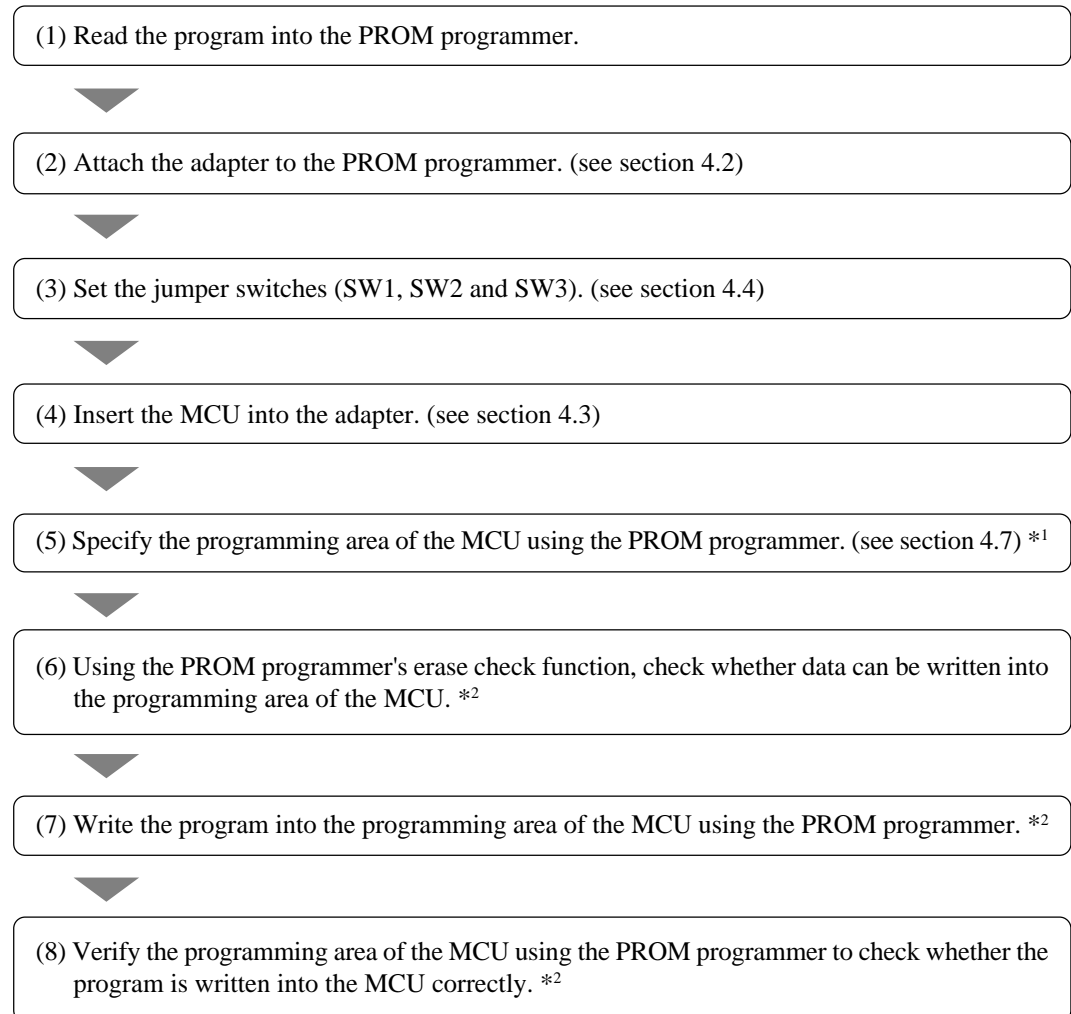 (1) Read the program into the PROM programmer.
(2) Attach the adapter to the PROM programmer. (see section 4.2)
(3) Set the jumper switches (SW1, SW2 and SW3). (see section 4.4)
(4) Insert the MCU into the adapter. (see section 4.3)
(5) Specify the programming area of the MCU using the PROM programmer. (see section 4.7) *1
(6) Using the PROM programmer's erase check function, check whether data can be written into
the programming area of the MCU. *2
(7) Write the program into the programming area of the MCU using the PROM programmer. *2
(8) Verify the programming area of the MCU using the PROM programmer to check whether the
program is written into the MCU correctly. *2